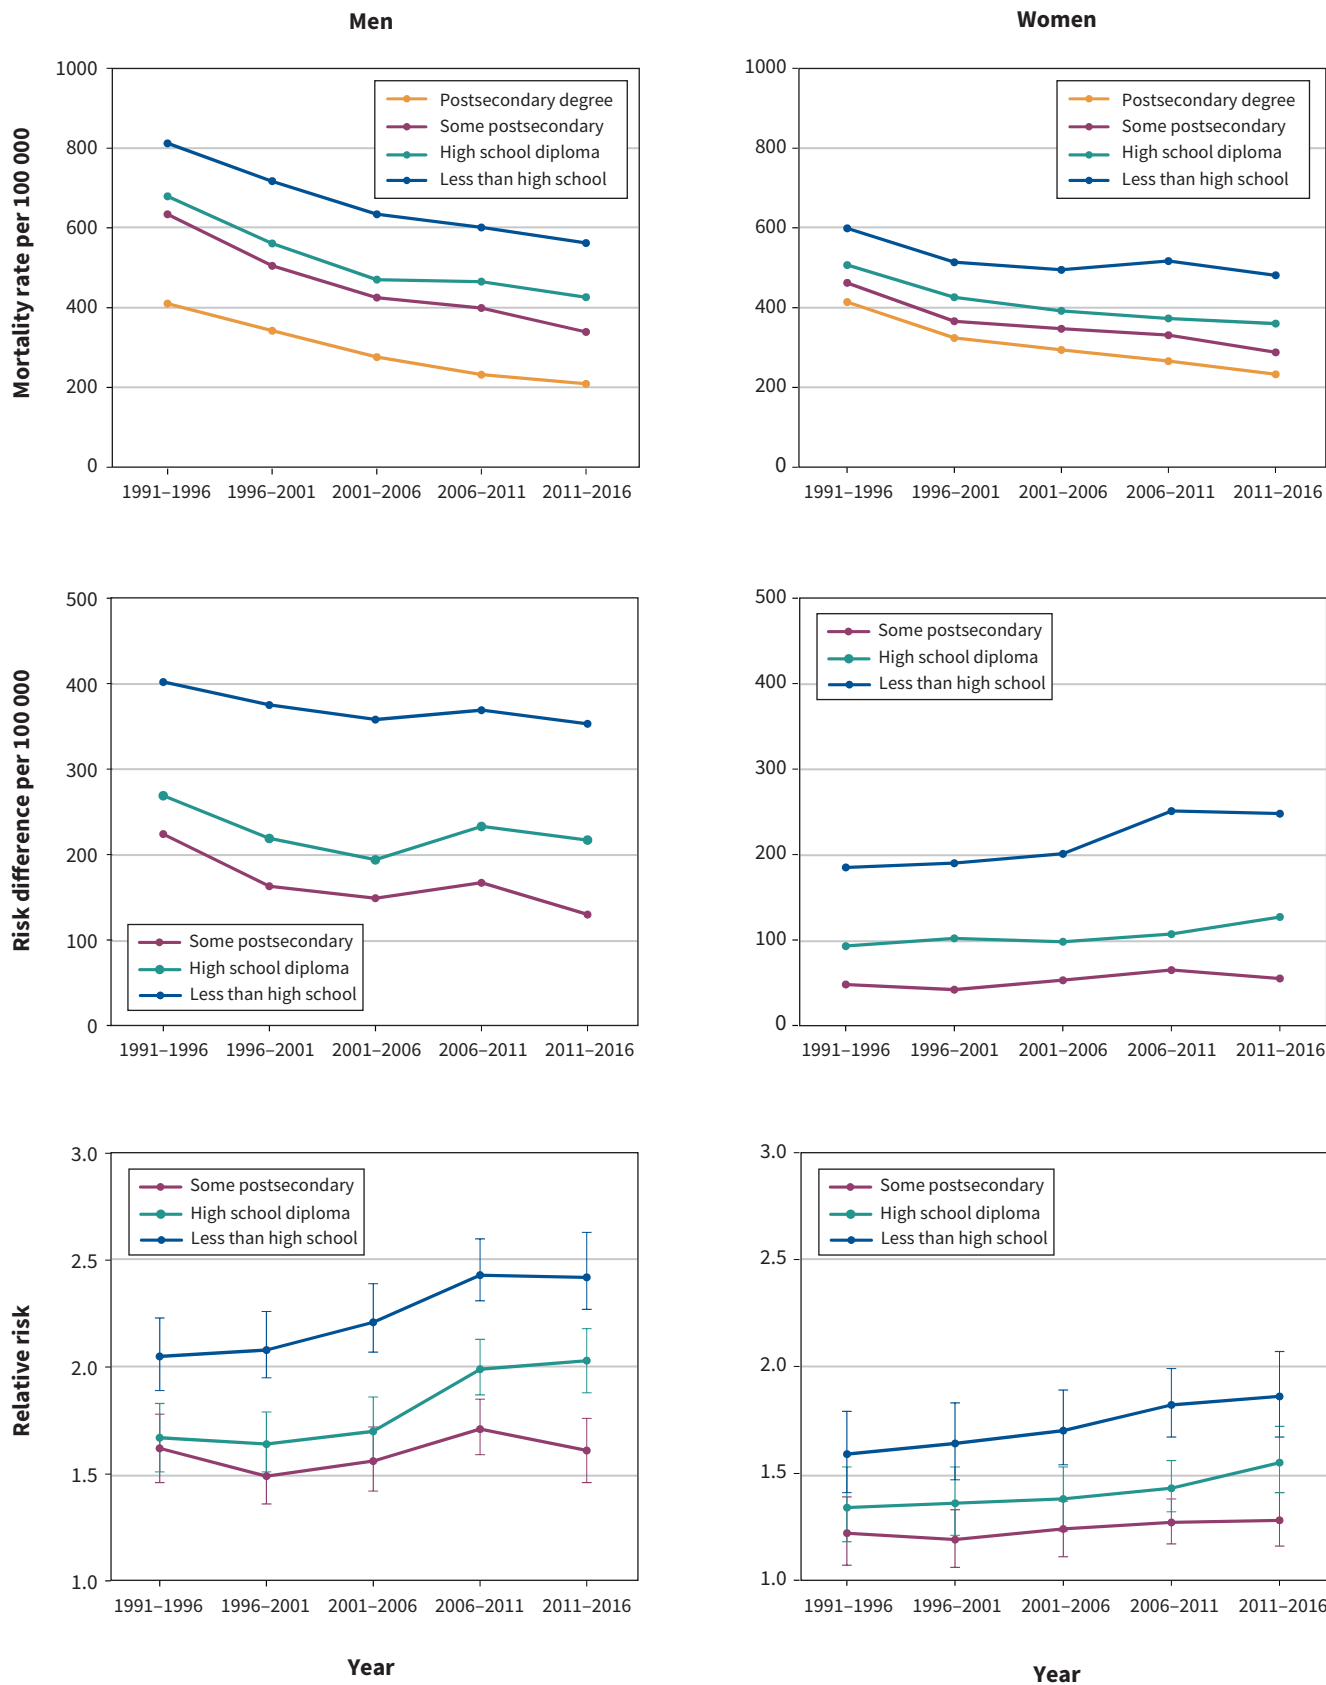 Men
Women
Mortality rate per 100 000
1000
800
600
400
200
0
Postsecondary degree
Some postsecondary
High school diploma
Less than high school
1991–1996 1996–2001 2001–2006 2006–2011 2011–2016
1000
800
600
400
200
0
Postsecondary degree
Some postsecondary
High school diploma
Less than high school
1991–1996 1996–2001 2001–2006 2006–2011 2011–2016
Risk difference per 100 000
500
400
300
200
100
0
Some postsecondary
High school diploma
Less than high school
1991–1996 1996–2001 2001–2006 2006–2011 2011–2016
500
400
300
200
100
0
Some postsecondary
High school diploma
Less than high school
1991–1996 1996–2001 2001–2006 2006–2011 2011–2016
Relative risk
3.0
2.5
2.0
1.5
1.0
Some postsecondary
High school diploma
Less than high school
1991–1996 1996–2001 2001–2006 2006–2011 2011–2016
Year
3.0
2.5
2.0
1.5
1.0
Some postsecondary
High school diploma
Less than high school
1991–1996 1996–2001 2001–2006 2006–2011 2011–2016
Year